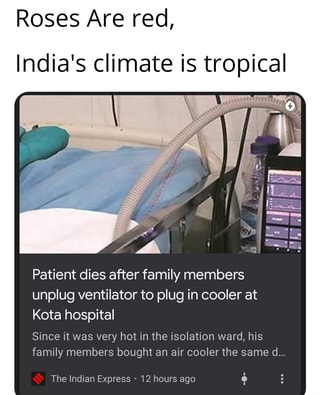 Roses Are red,
India's climate is tropical
Patient dies after family members
unplug ventilator to plug in cooler at
Kota hospital
Since it was very hot in the isolation ward, his
family members bought an air cooler the same d...
The Indian Express · 12 hours ago